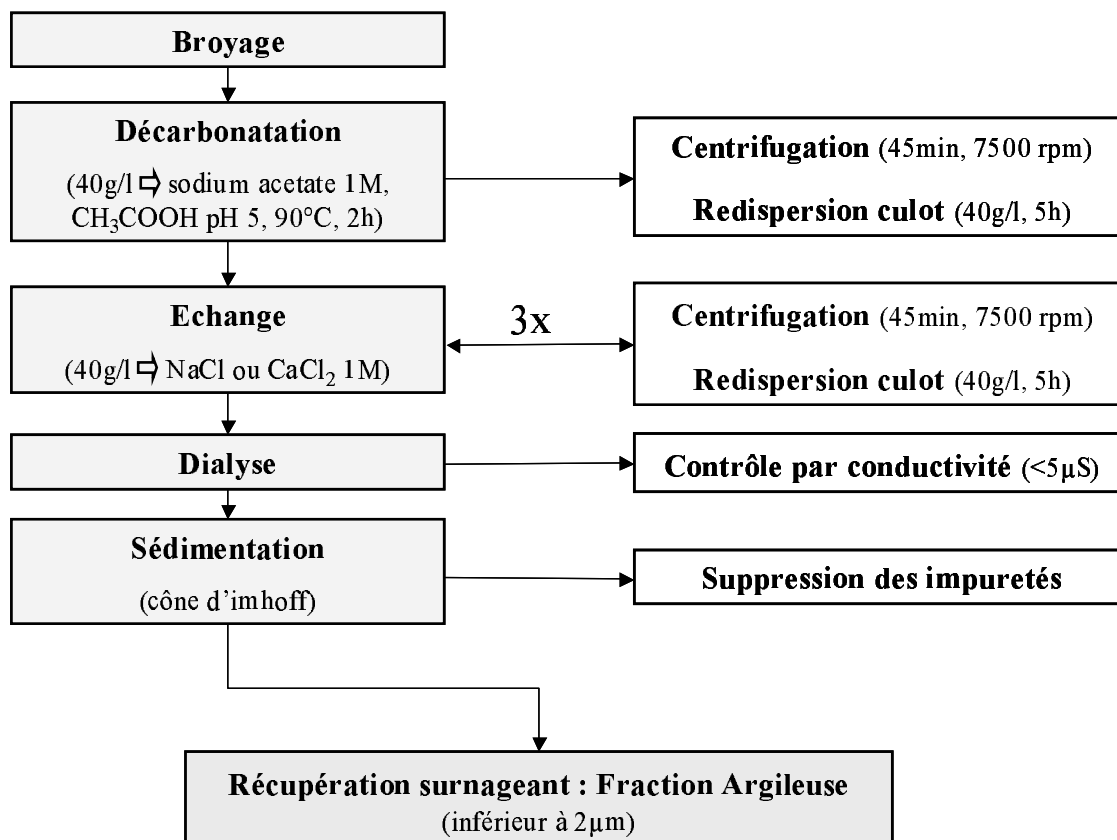 Broyage
Décarbonatation
(40g/l ⇨ sodium acetate 1M,
CH₃COOH pH 5, 90°C, 2h)
Centrifugation (45min, 7500 rpm)
Redispersion culot (40g/l, 5h)
Echange
(40g/l ⇨ NaCl ou CaCl₂ 1M)
3x
Centrifugation (45min, 7500 rpm)
Redispersion culot (40g/l, 5h)
Dialyse
Contrôle par conductivité (<5µS)
Sédimentation
(cône d'imhoff)
Suppression des impuretés
Récupération surnageant : Fraction Argileuse
(inférieur à 2µm)